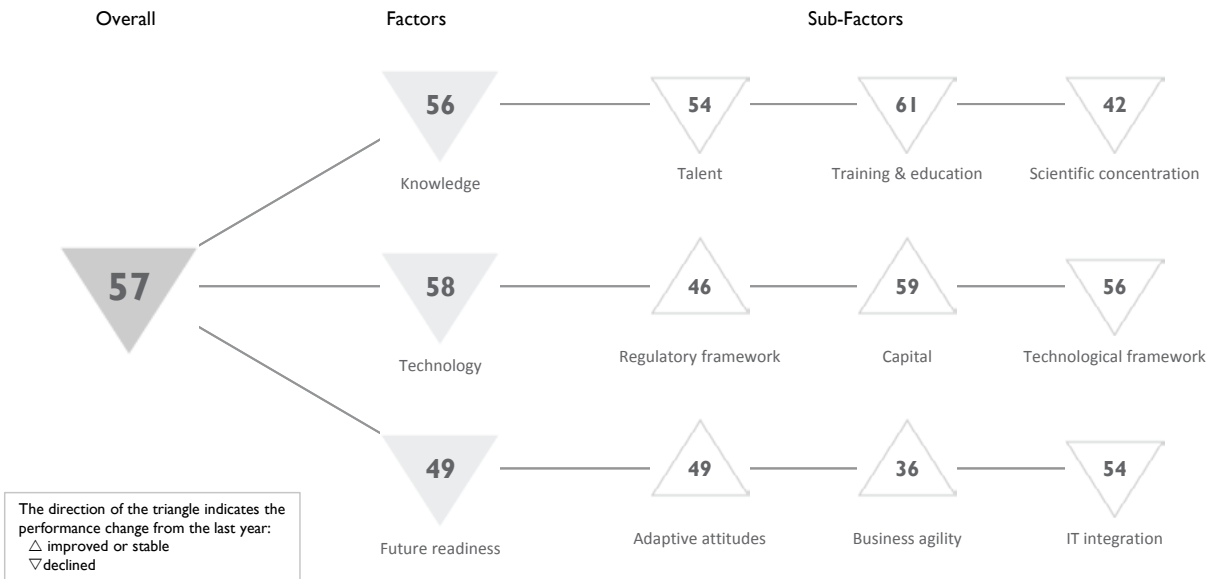 Overall
Factors
Sub-Factors
56
54
61
42
Knowledge
Talent
Training & education
Scientific concentration
57
58
46
59
56
Technology
Regulatory framework
Capital
Technological framework
49
49
36
54
Future readiness
Adaptive attitudes
Business agility
IT integration
The direction of the triangle indicates the
performance change from the last year:
△ improved or stable
▽declined